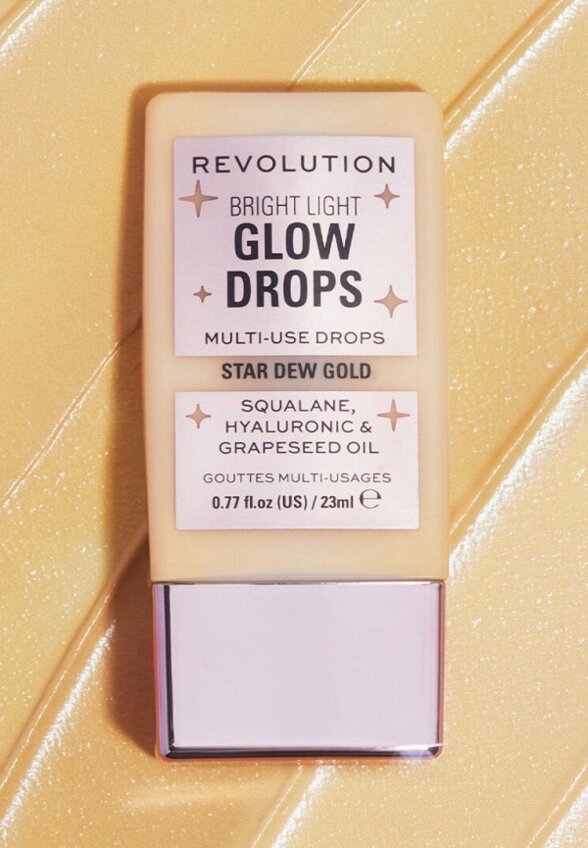 REVOLUTION
BRIGHT LIGHT
GLOW
DROPS
MULTI-USE DROPS
STAR DEW GOLD
SQUALANE,
HYALURONIC &
GRAPESEED OIL
GOUTTES MULTI-USAGES
0.77 fl.oz (US) / 23ml ℮